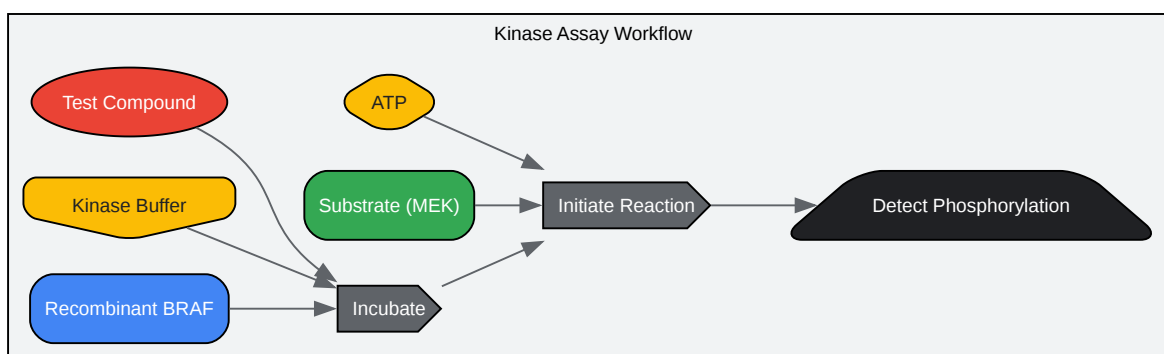 Kinase Assay Workflow
Test Compound
ATP
Kinase Buffer
Substrate (MEK)
Initiate Reaction
Detect Phosphorylation
Recombinant BRAF
Incubate